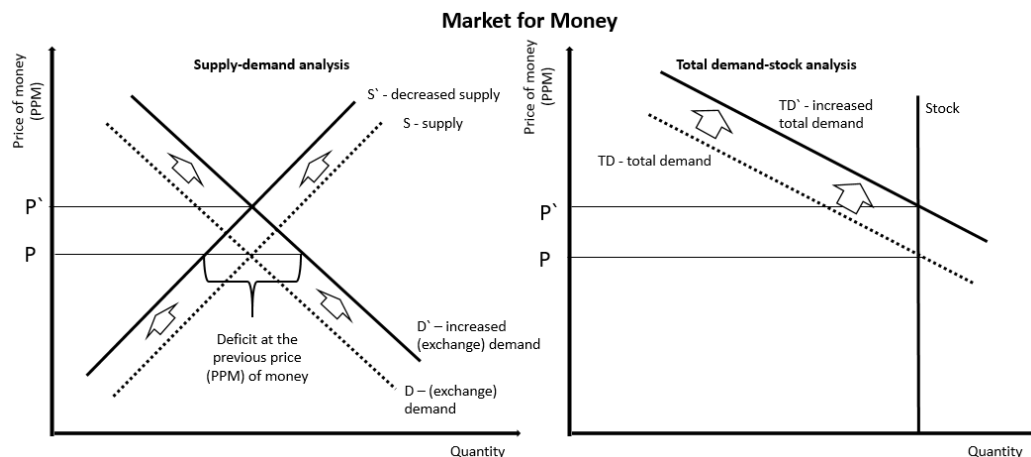 Market for Money
Price of money
(PPM)
Supply-demand analysis
S` - decreased supply
S - supply
P`
P
Deficit at the
previous price
(PPM) of money
D` – increased
(exchange) demand
D – (exchange)
demand
Quantity
Price of money
(PPM)
Total demand-stock analysis
TD` - increased
total demand
Stock
TD - total demand
P`
P
Quantity